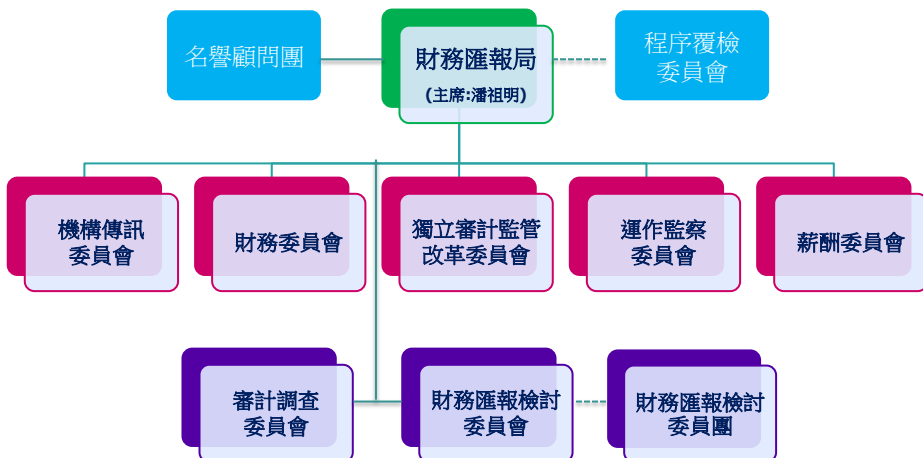 名譽顧問團
財務匯報局
(主席:潘祖明)
程序覆檢
委員會
機構傳訊
委員會
財務委員會
獨立審計監管
改革委員會
運作監察
委員會
薪酬委員會
審計調查
委員會
財務匯報檢討
委員會
財務匯報檢討
委員團